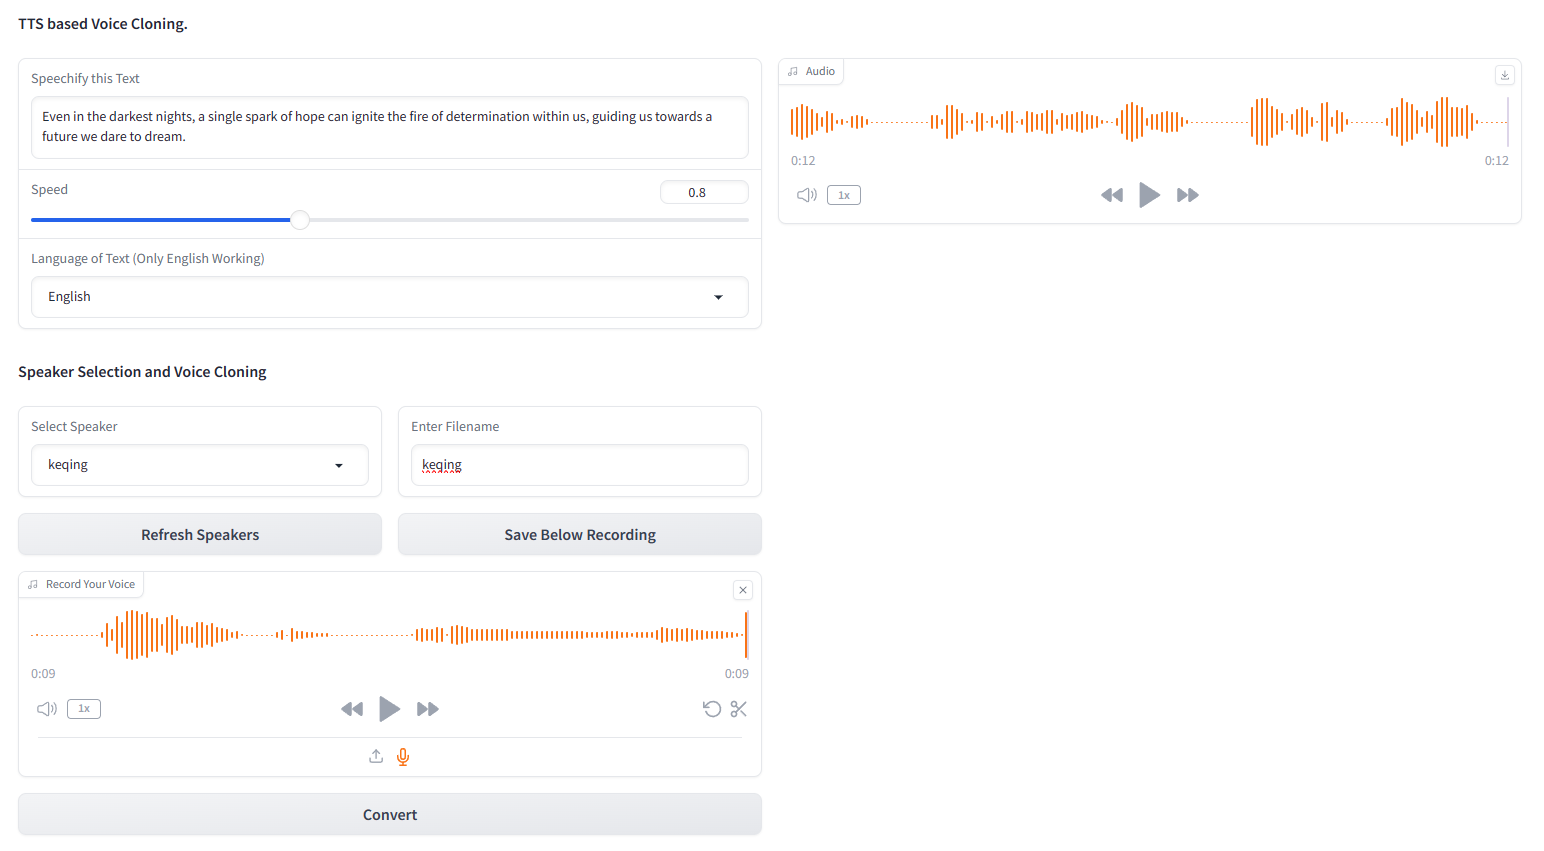 TTS based Voice Cloning.
Speechify this Text
Even in the darkest nights, a single spark of hope can ignite the fire of determination within us, guiding us towards a
future we dare to dream.
Speed
0.8
Language of Text (Only English Working)
English
Audio
0:12
0:12
1x
Speaker Selection and Voice Cloning
Select Speaker
keqing
Enter Filename
keqing
Refresh Speakers
Save Below Recording
Record Your Voice
0:09
0:09
1x
Convert